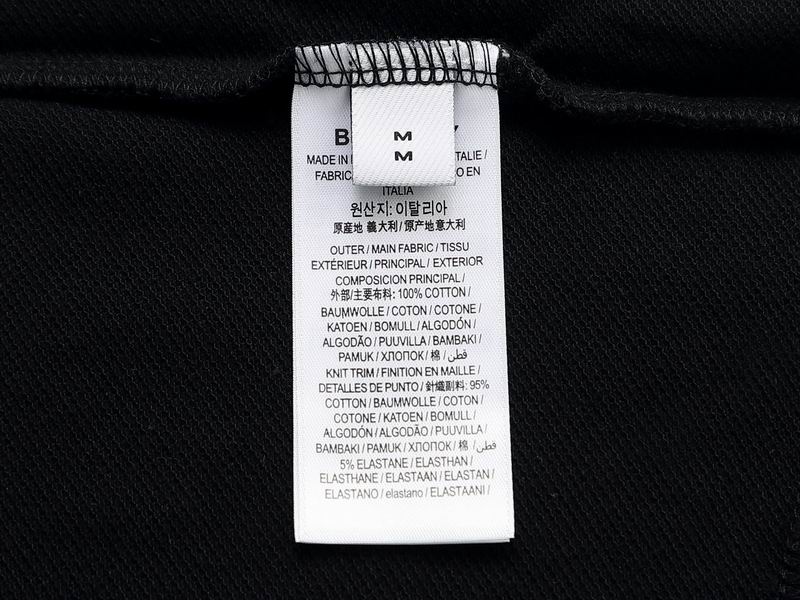 M
M
MADE IN
TALIE /
FABRIC
O EN
ITALIA
원산지: 이탈리아
原産地 義大利 / 原产地意大利
OUTER / MAIN FABRIC / TISSU
EXTÉRIEUR / PRINCIPAL / EXTERIOR
COMPOSICION PRINCIPAL /
外部/主要布料: 100% COTTON /
BAUMWOLLE / COTON / COTONE /
KATOEN / BOMULL / ALGODÓN /
ALGODÃO / PUUVILLA / BAMBAKI /
PAMUK / ХЛОПОК / 棉 / قطن
KNIT TRIM / FINITION EN MAILLE /
DETALLES DE PUNTO / 針織副料: 95%
COTTON / BAUMWOLLE / COTON /
COTONE / KATOEN / BOMULL /
ALGODÓN / ALGODÃO / PUUVILLA /
BAMBAKI / PAMUK / ХЛОПОК / 棉 / قطن
5% ELASTANE / ELASTHAN /
ELASTHANE / ELASTAAN / ELASTAN /
ELASTANO / elastano / ELASTAANI /